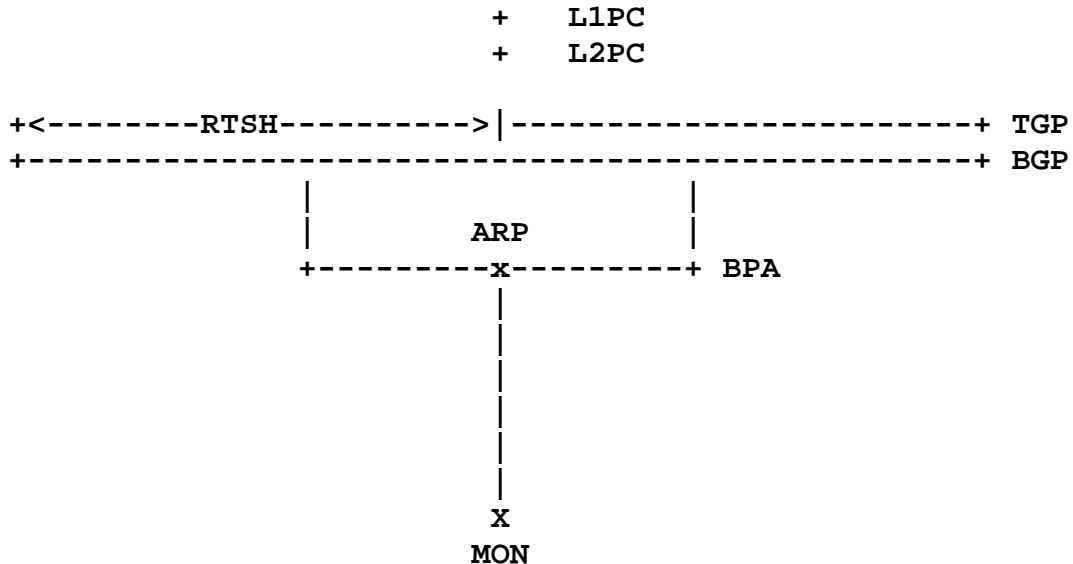 + L1PC
+ L2PC
+<--------RTSH---------->|------------------------+ TGP
+-------------------------------------------------+ BGP
| |
| ARP |
+---------x---------+ BPA
|
|
|
|
|
|
X
MON